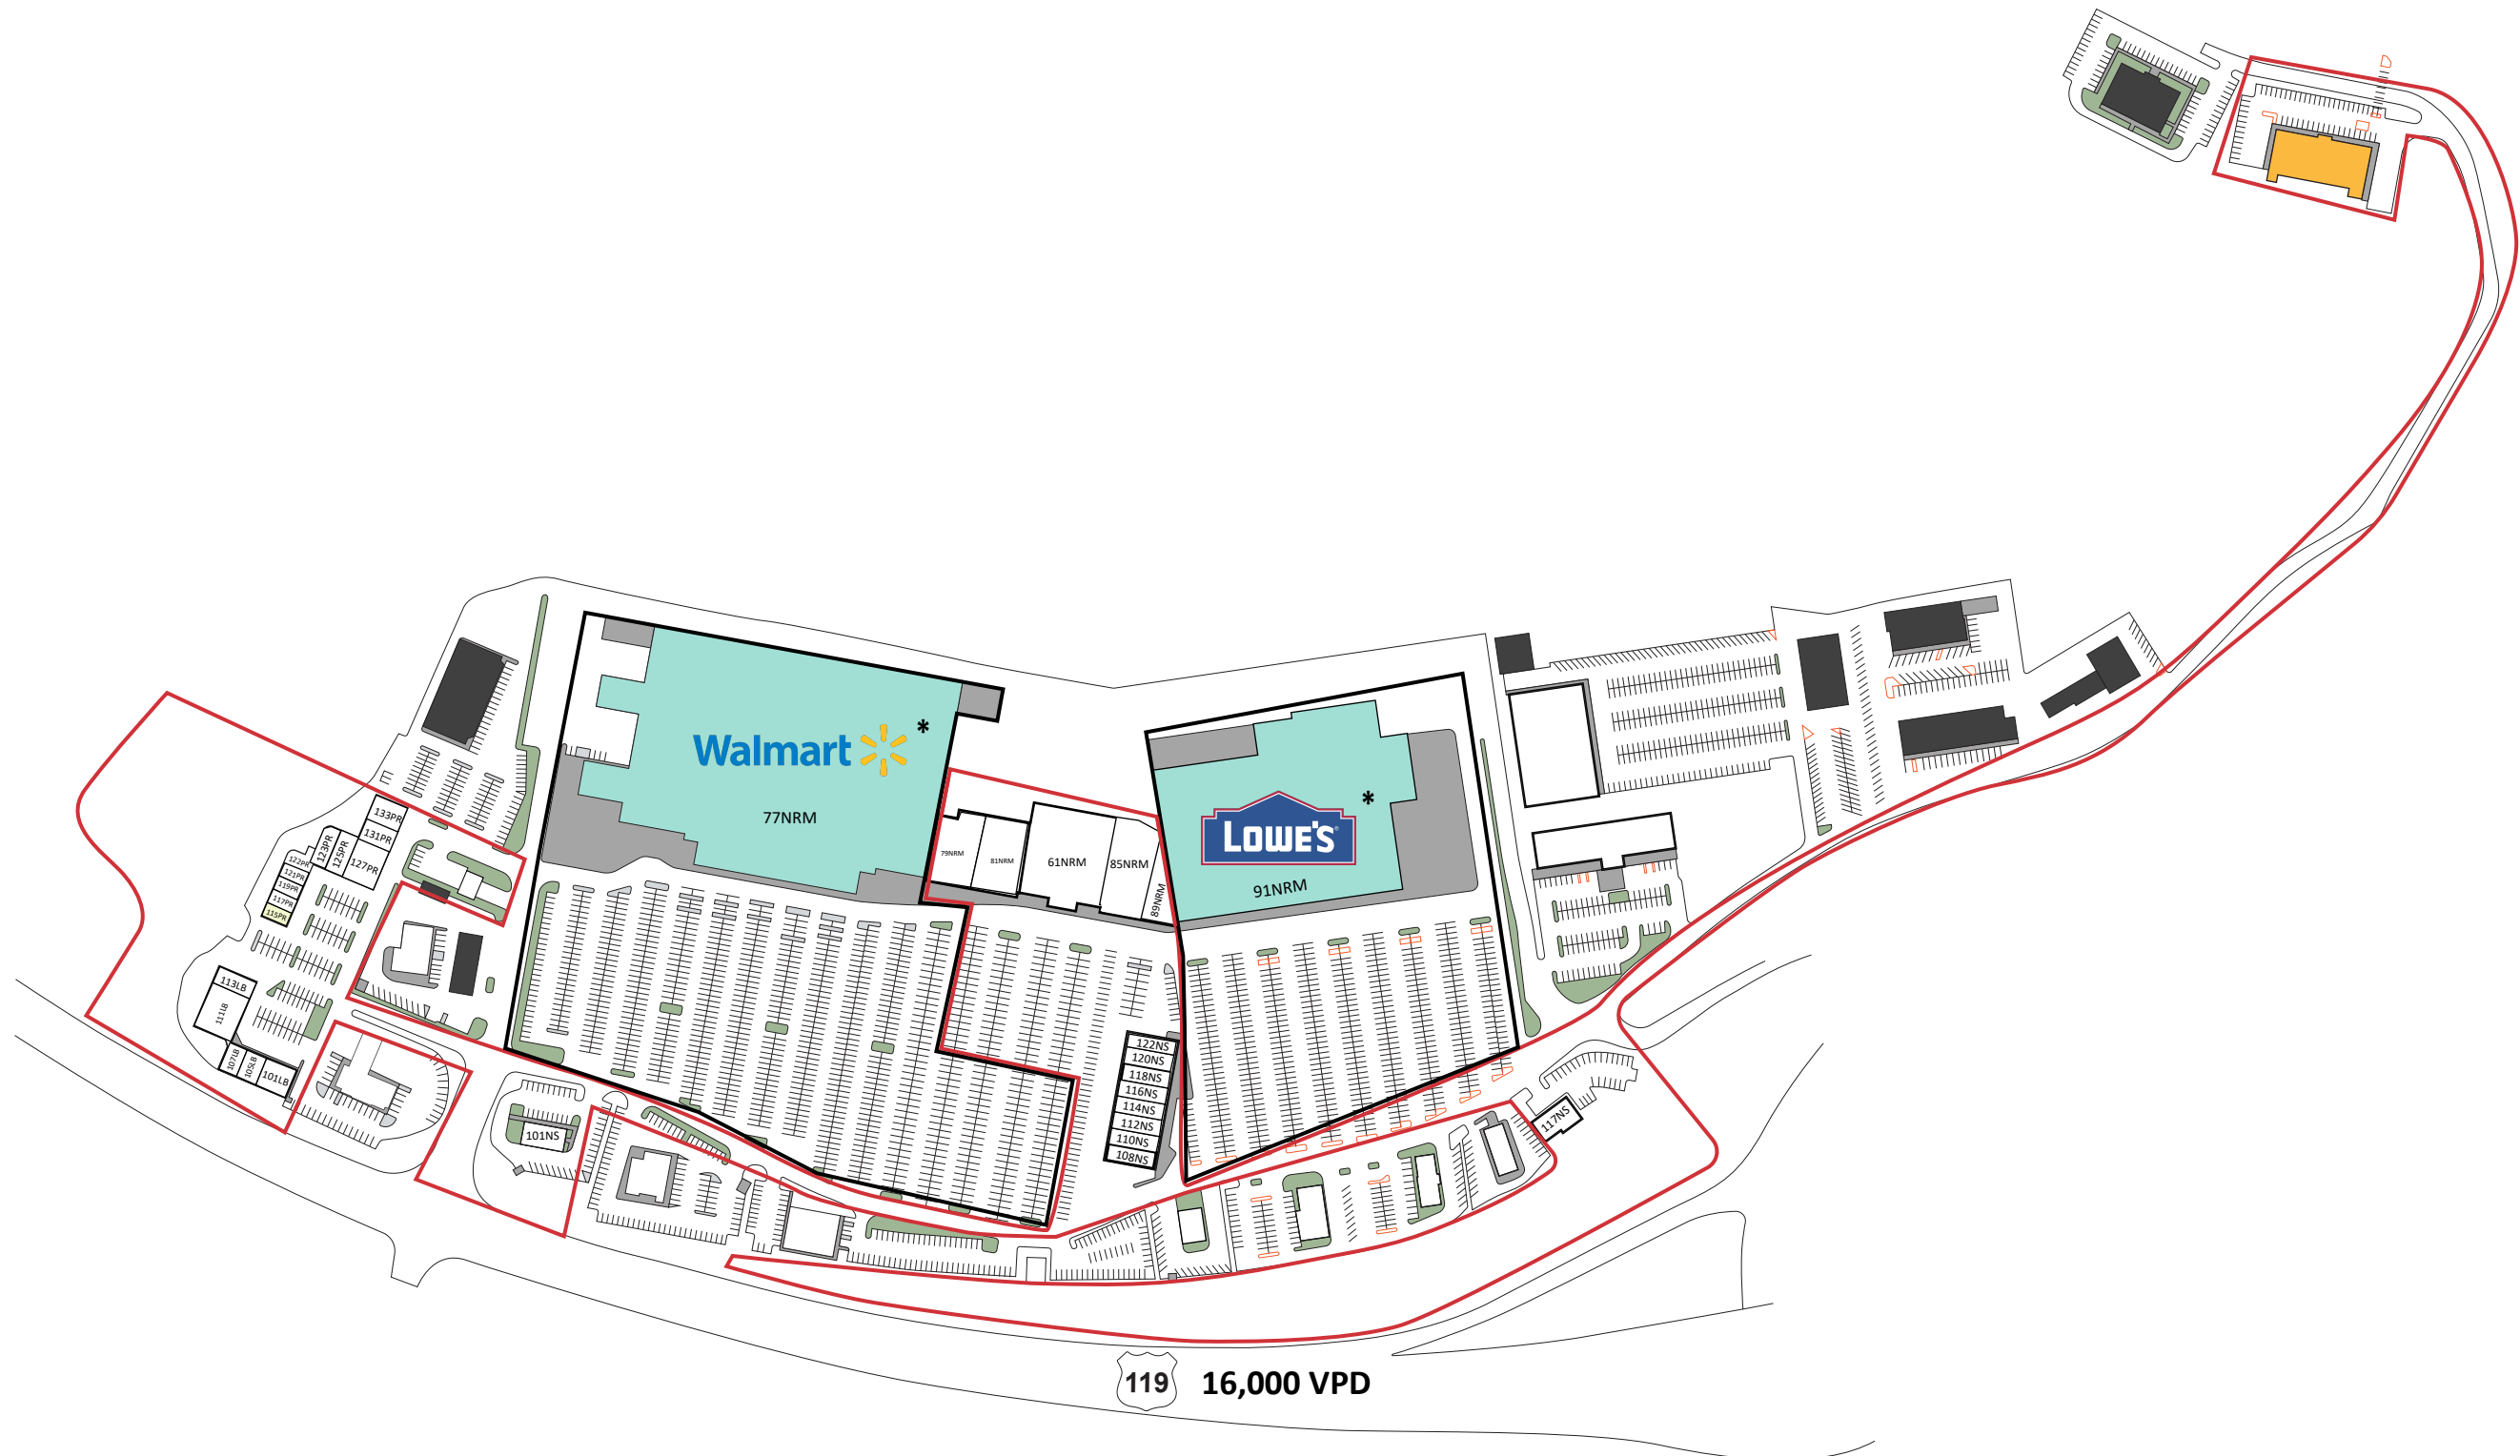 Walmart *
77NRM
79NRM
81NRM
61NRM
85NRM
89NRM
LOWE'S *
91NRM
133PR
131PR
123PR
125PR
127PR
122PR
121PR
119PR
117PR
115PR
113LB
111LB
107LB
105LB
101LB
122NS
120NS
118NS
116NS
114NS
112NS
110NS
108NS
101NS
117NS
119 16,000 VPD